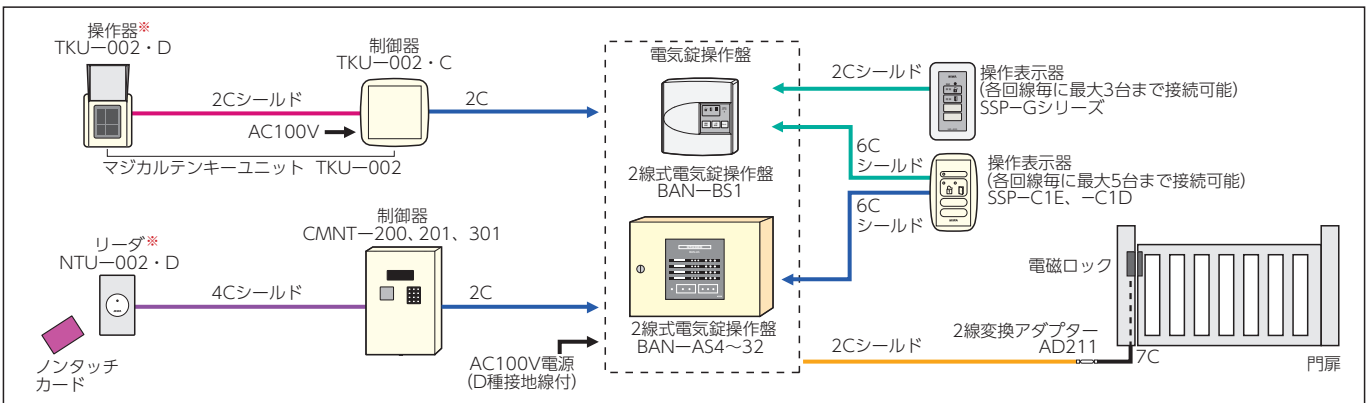 操作器※
TKU－002・D
2Cシールド
AC100V
制御器
TKU－002・C
2C
マジカルテンキーユニット TKU－002
リーダ※
NTU－002・D
4Cシールド
ノンタッチ
カード
制御器
CMNT－200、201、301
2C
AC100V電源
(D種接地線付)
電気錠操作盤
2線式電気錠操作盤
BAN－BS1
2線式電気錠操作盤
BAN－AS4～32
2Cシールド
操作表示器
(各回線毎に最大3台まで接続可能)
SSP－Gシリーズ
6C
シールド
6C
シールド
操作表示器
(各回線毎に最大5台まで接続可能)
SSP－C1E、－C1D
電磁ロック
2Cシールド
2線変換アダプター
AD211
7C
門扉